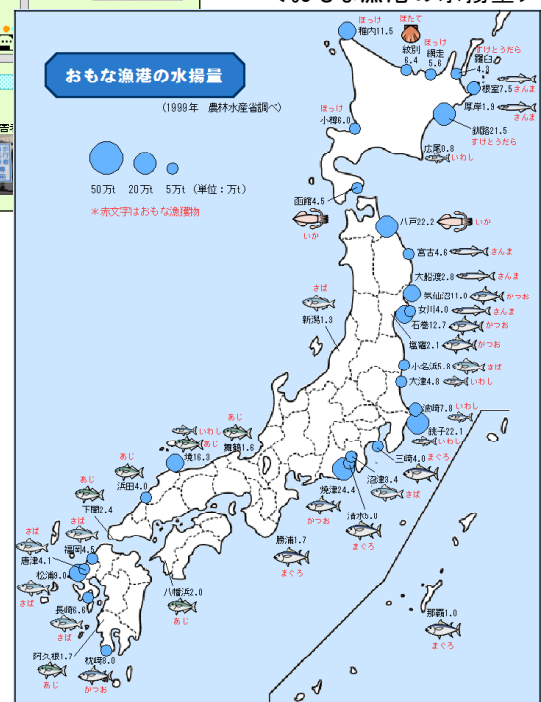 おもな漁港の水揚量
(1999年 農林水産省調べ)
50万t 20万t 5万t (単位:万t)
*赤文字はおもな漁獲物
ほっけ
稚内11.5
ほたて
紋別
6.4
ほっけ
網走
5.6
すけとうだら
羅臼
4.3
根室7.5
さんま
厚岸1.9
さんま
釧路21.5
すけとうだら
広尾0.8
いわし
ほっけ
小樽6.0
函館4.5
いか
八戸22.2
いか
宮古4.6
さんま
大船渡2.8
さんま
気仙沼11.0
かつお
女川4.0
さんま
石巻12.7
かつお
塩竈2.1
かつお
さば
新潟1.3
小名浜5.8
さば
大津4.8
いわし
波崎7.8
いわし
銚子22.1
いわし
三崎4.0
まぐろ
沼津3.4
さば
焼津24.4
かつお
清水5.0
まぐろ
勝浦1.7
まぐろ
いわし
あじ
境16.3
あじ
舞鶴1.6
あじ
浜田4.0
あじ
下関2.4
さば
福岡4.5
さば
唐津4.1
松浦9.0
さば
長崎6.6
さば
八幡浜2.0
あじ
阿久根1.7
あじ
枕崎8.0
かつお
那覇1.0
まぐろ